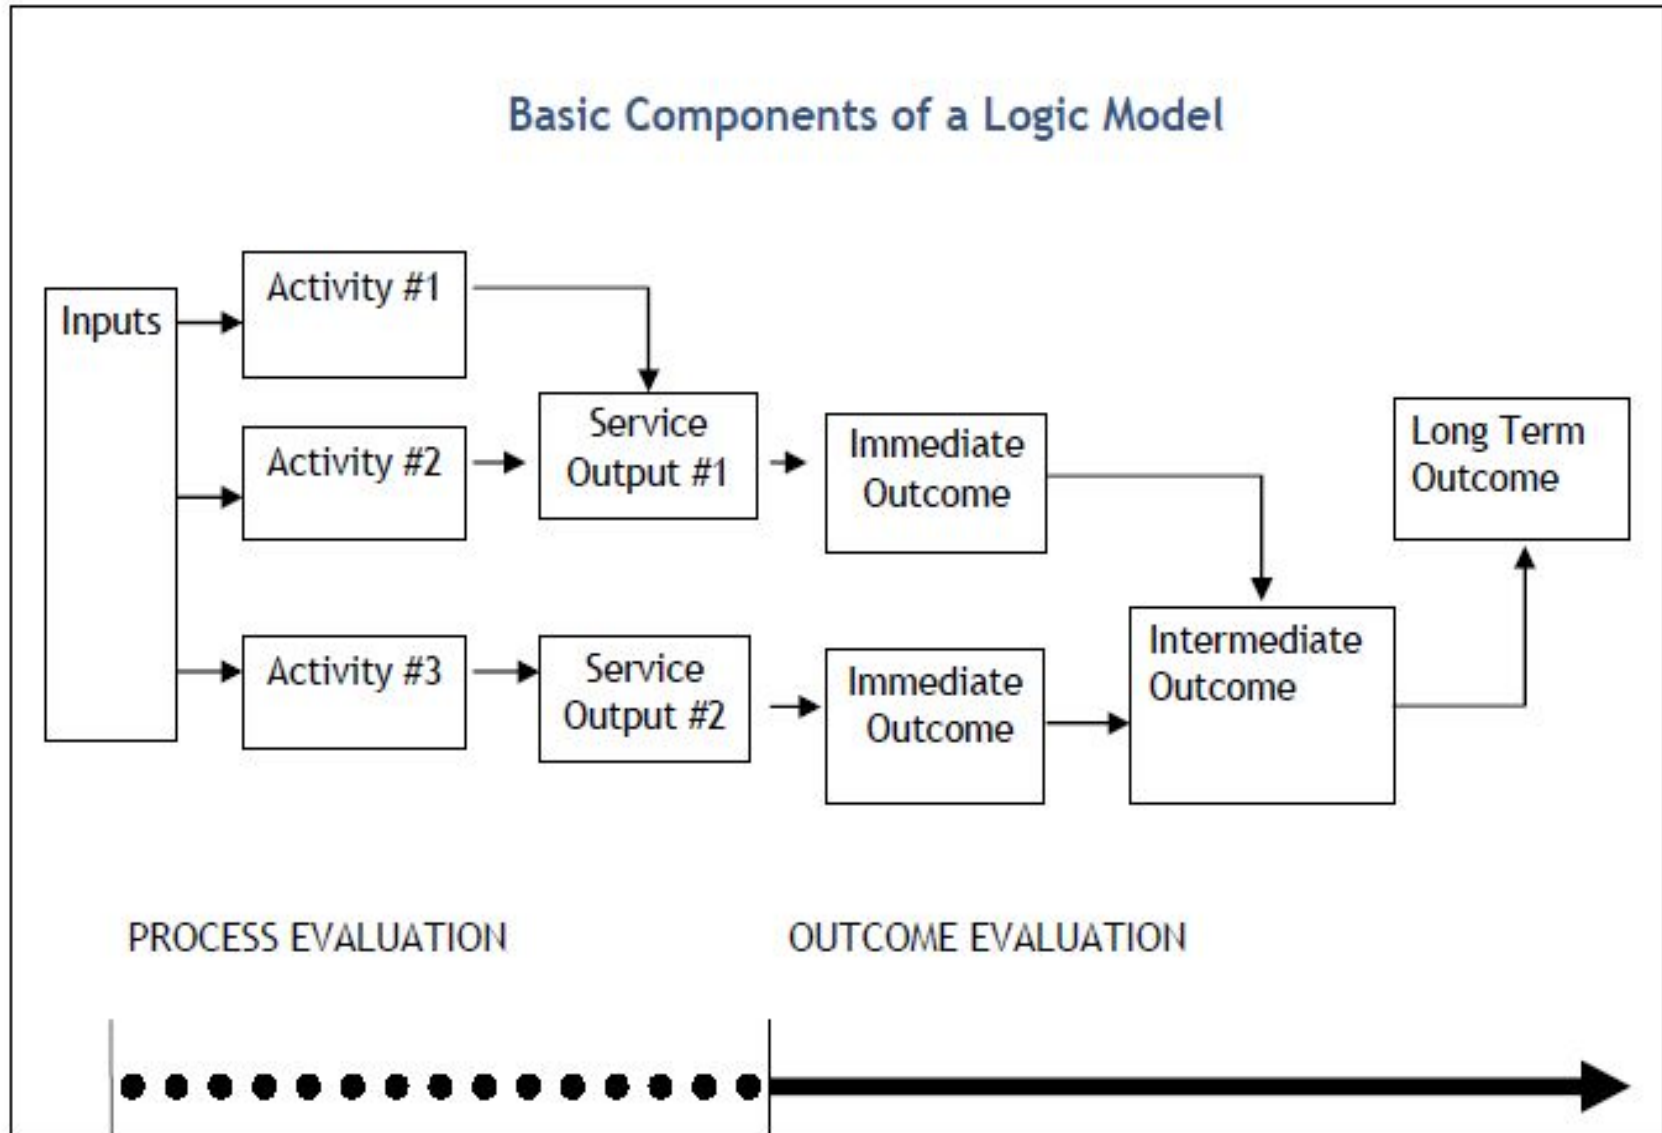 Basic Components of a Logic Model
Inputs
Activity #1
Activity #2
Activity #3
Service
Output #1
Service
Output #2
Immediate
Outcome
Immediate
Outcome
Intermediate
Outcome
Long Term
Outcome
PROCESS EVALUATION
OUTCOME EVALUATION